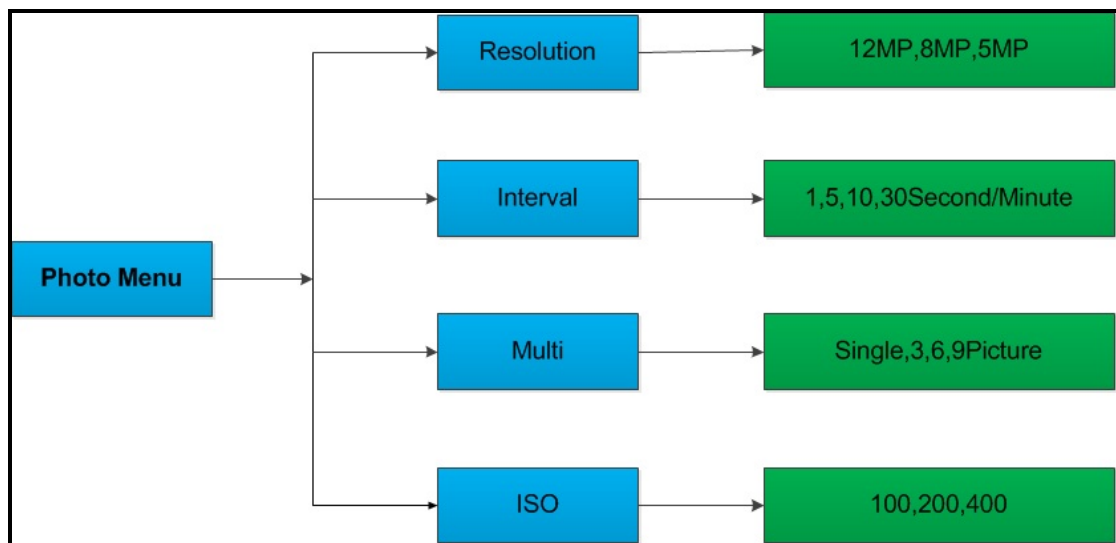 Photo Menu
Resolution
12MP,8MP,5MP
Interval
1,5,10,30Second/Minute
Multi
Single,3,6,9Picture
ISO
100,200,400